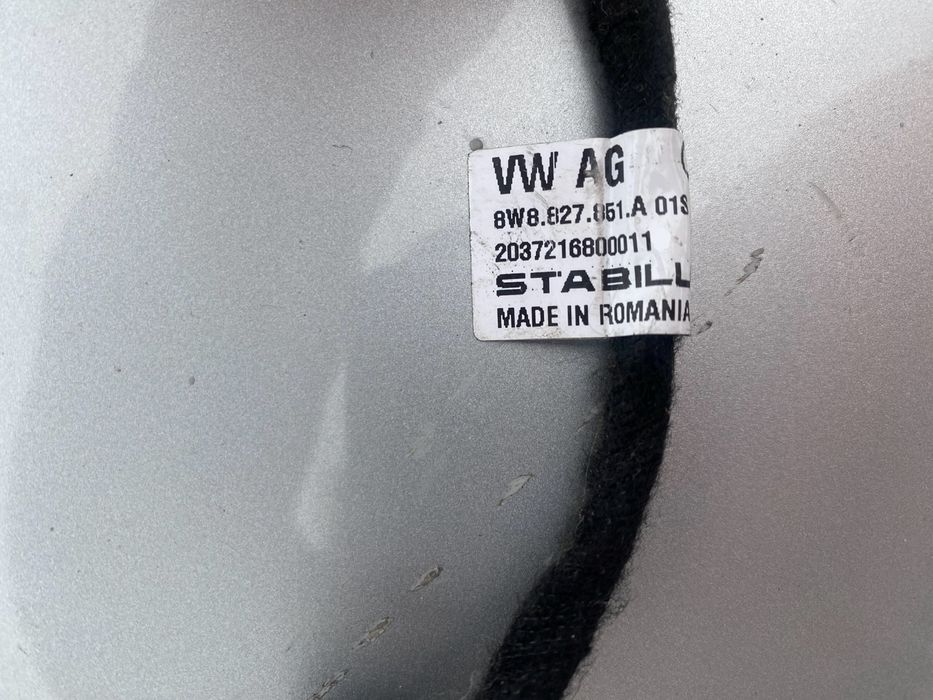 VW AG
8W8.827.851.A 01S
2037216800011
STABILL
MADE IN ROMANIA